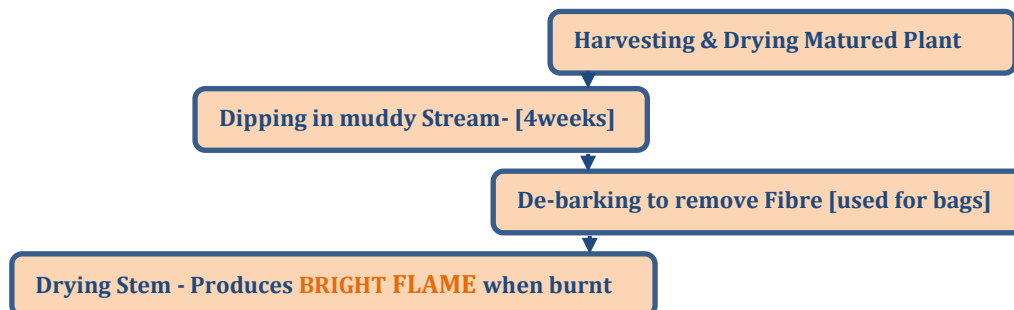 Harvesting & Drying Matured Plant
Dipping in muddy Stream- [4weeks]
De-barking to remove Fibre [used for bags]
Drying Stem - Produces BRIGHT FLAME when burnt